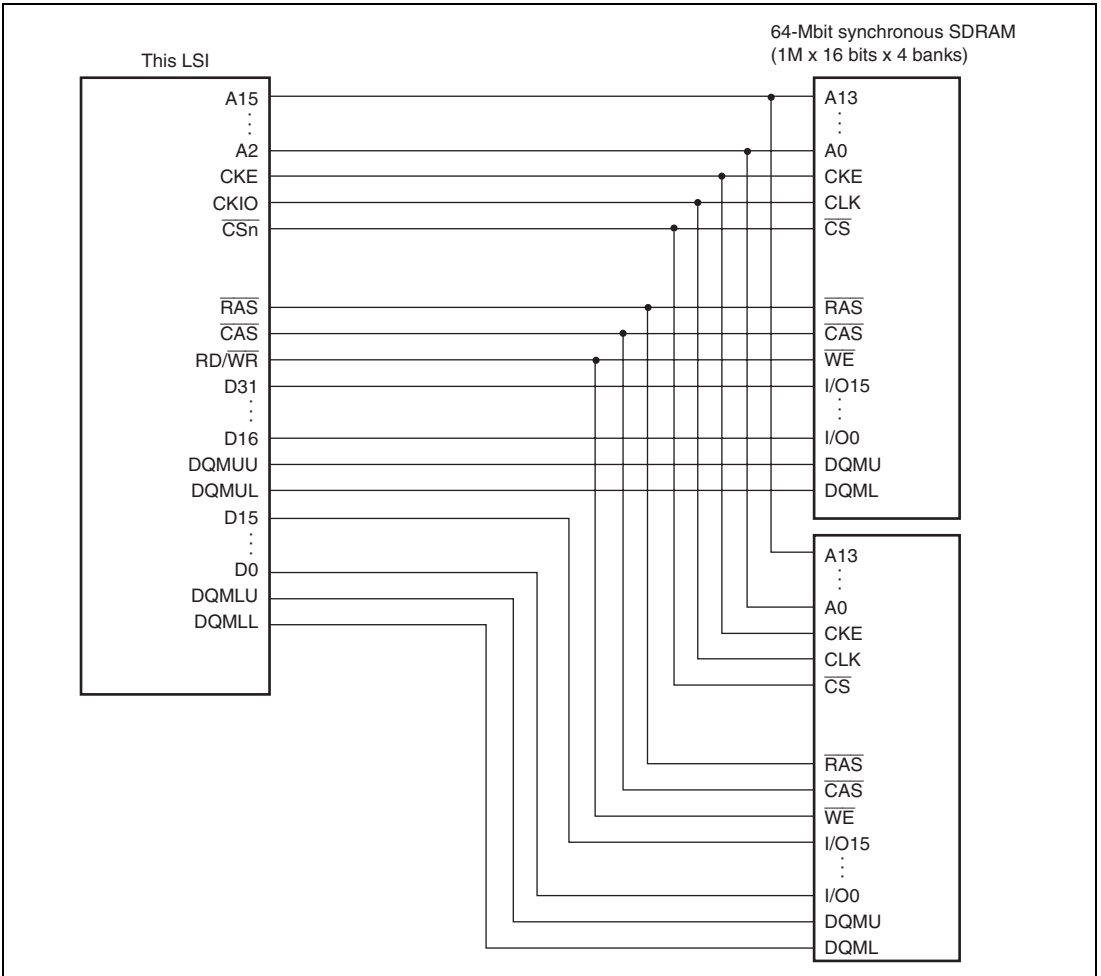 64-Mbit synchronous SDRAM
(1M x 16 bits x 4 banks)
This LSI
A15
A2
CKE
CKIO
CSn
RAS
CAS
RD/WR
D31
D16
DQMUU
DQMUL
D15
D0
DQMLU
DQMLL
A13
A0
CKE
CLK
CS
RAS
CAS
WE
I/O15
I/O0
DQMU
DQML
A13
A0
CKE
CLK
CS
RAS
CAS
WE
I/O15
I/O0
DQMU
DQML